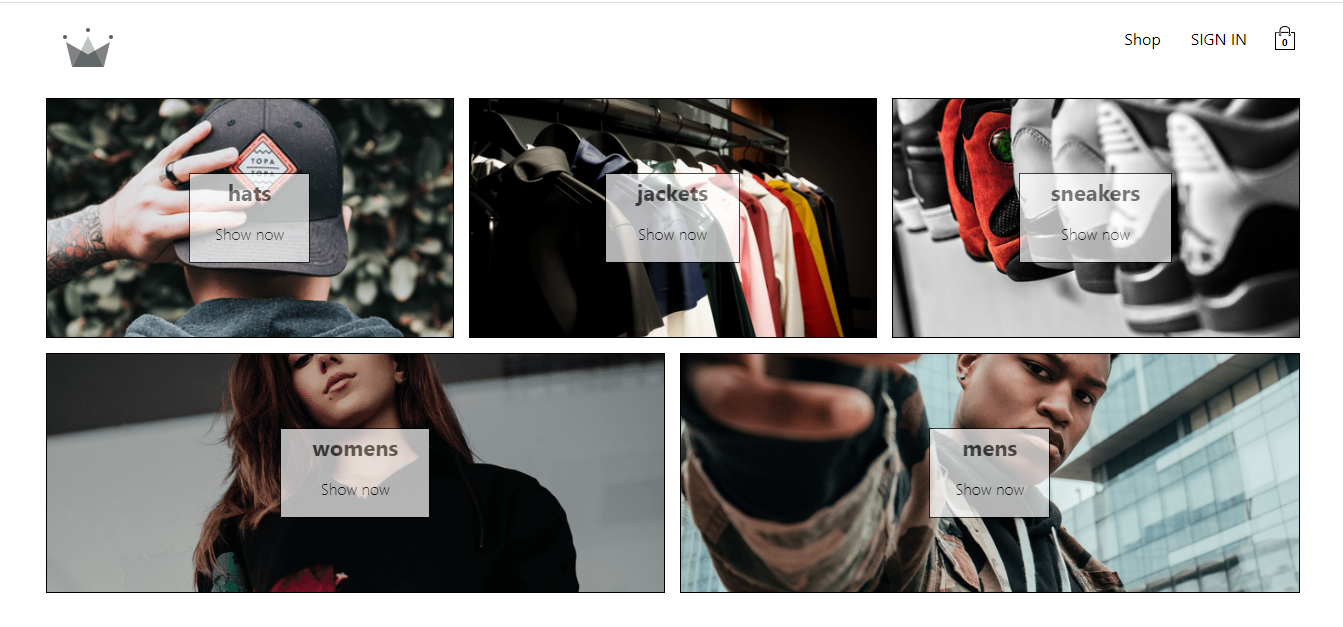 Shop SIGN IN
0
TOPA
TOPA
hats
Show now
jackets
Show now
sneakers
Show now
womens
Show now
mens
Show now